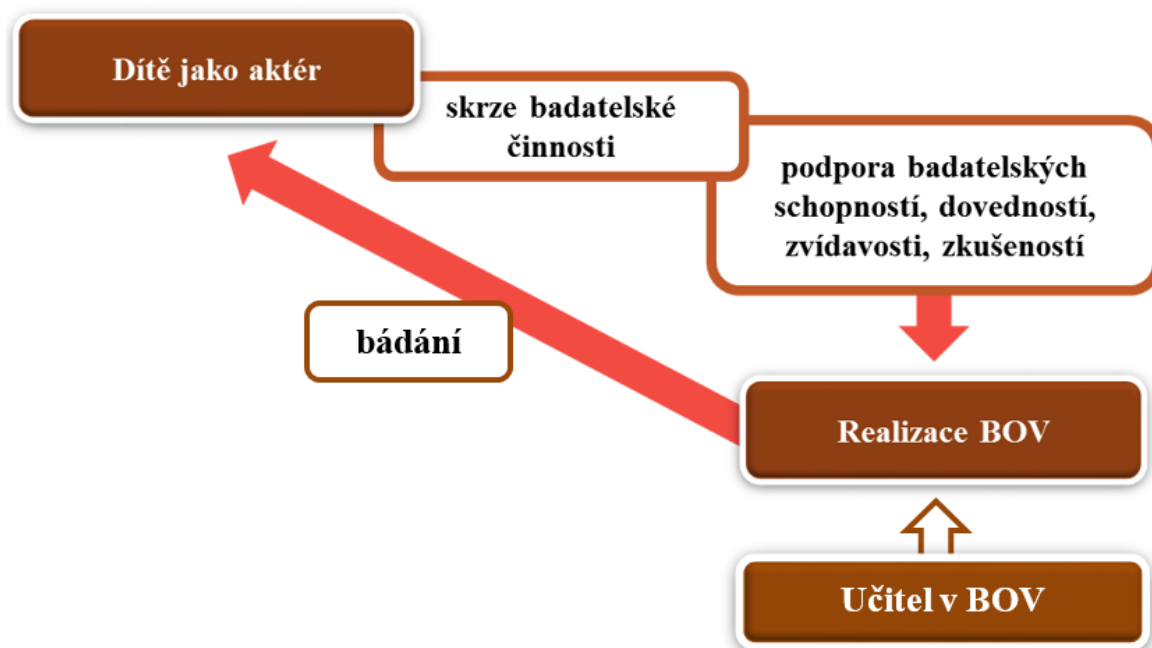 Dítě jako aktér
skrze badatelské
činnosti
podpora badatelských
schopností, dovedností,
zvídavosti, zkušeností
bádání
Realizace BOV
Učitel v BOV